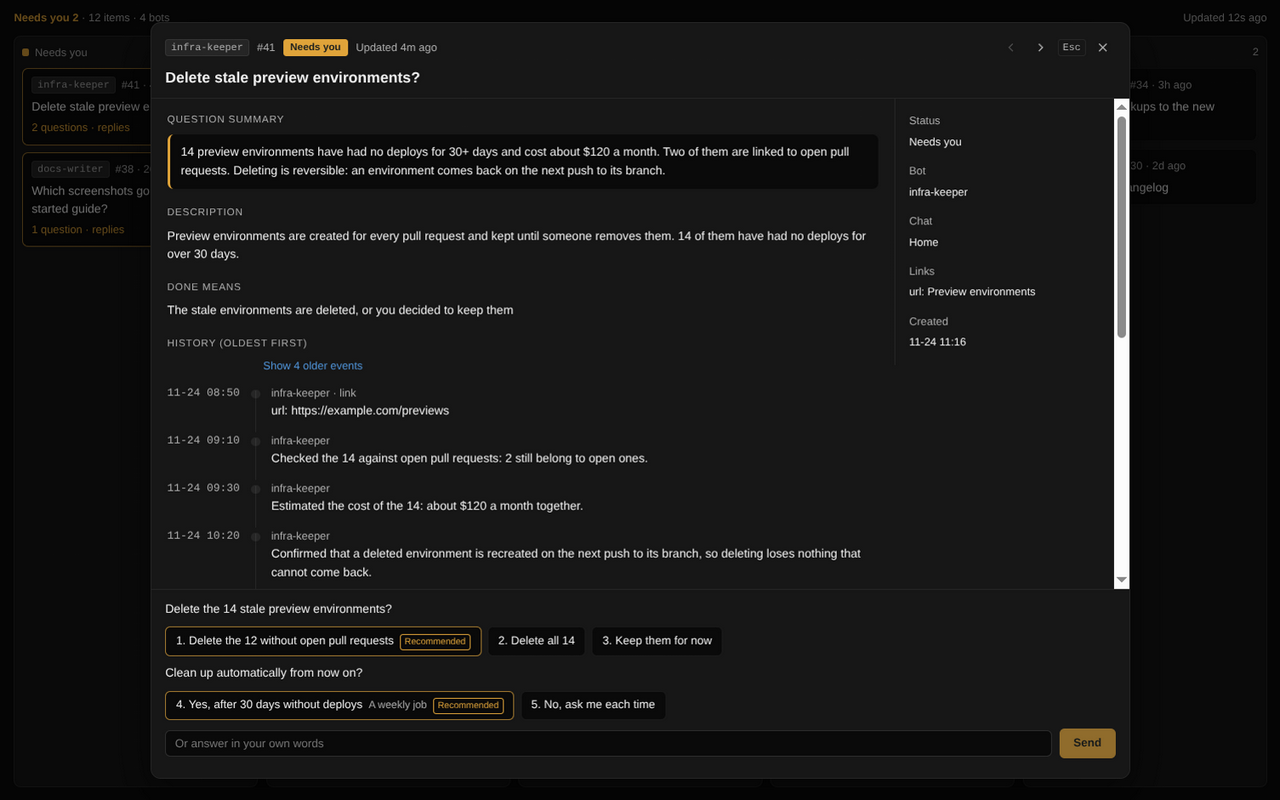 Needs you 2 · 12 items · 4 bots
Updated 12s ago
Needs you
2
infra-keeper #41 ·
Delete stale preview e
2 questions · replies
docs-writer #38 · 2
Which screenshots go
started guide?
1 question · replies
#34 · 3h ago
kups to the new
30 · 2d ago
angelog
infra-keeper #41 Needs you Updated 4m ago
Esc
Delete stale preview environments?
QUESTION SUMMARY
14 preview environments have had no deploys for 30+ days and cost about $120 a month. Two of them are linked to open pull
requests. Deleting is reversible: an environment comes back on the next push to its branch.
DESCRIPTION
Preview environments are created for every pull request and kept until someone removes them. 14 of them have had no deploys for
over 30 days.
DONE MEANS
The stale environments are deleted, or you decided to keep them
HISTORY (OLDEST FIRST)
Show 4 older events
11-24 08:50 infra-keeper · link
url: https://example.com/previews
11-24 09:10 infra-keeper
Checked the 14 against open pull requests: 2 still belong to open ones.
11-24 09:30 infra-keeper
Estimated the cost of the 14: about $120 a month together.
11-24 10:20 infra-keeper
Confirmed that a deleted environment is recreated on the next push to its branch, so deleting loses nothing that
cannot come back.
Status
Needs you
Bot
infra-keeper
Chat
Home
Links
url: Preview environments
Created
11-24 11:16
Delete the 14 stale preview environments?
1. Delete the 12 without open pull requests Recommended 2. Delete all 14 3. Keep them for now
Clean up automatically from now on?
4. Yes, after 30 days without deploys A weekly job Recommended 5. No, ask me each time
Or answer in your own words Send